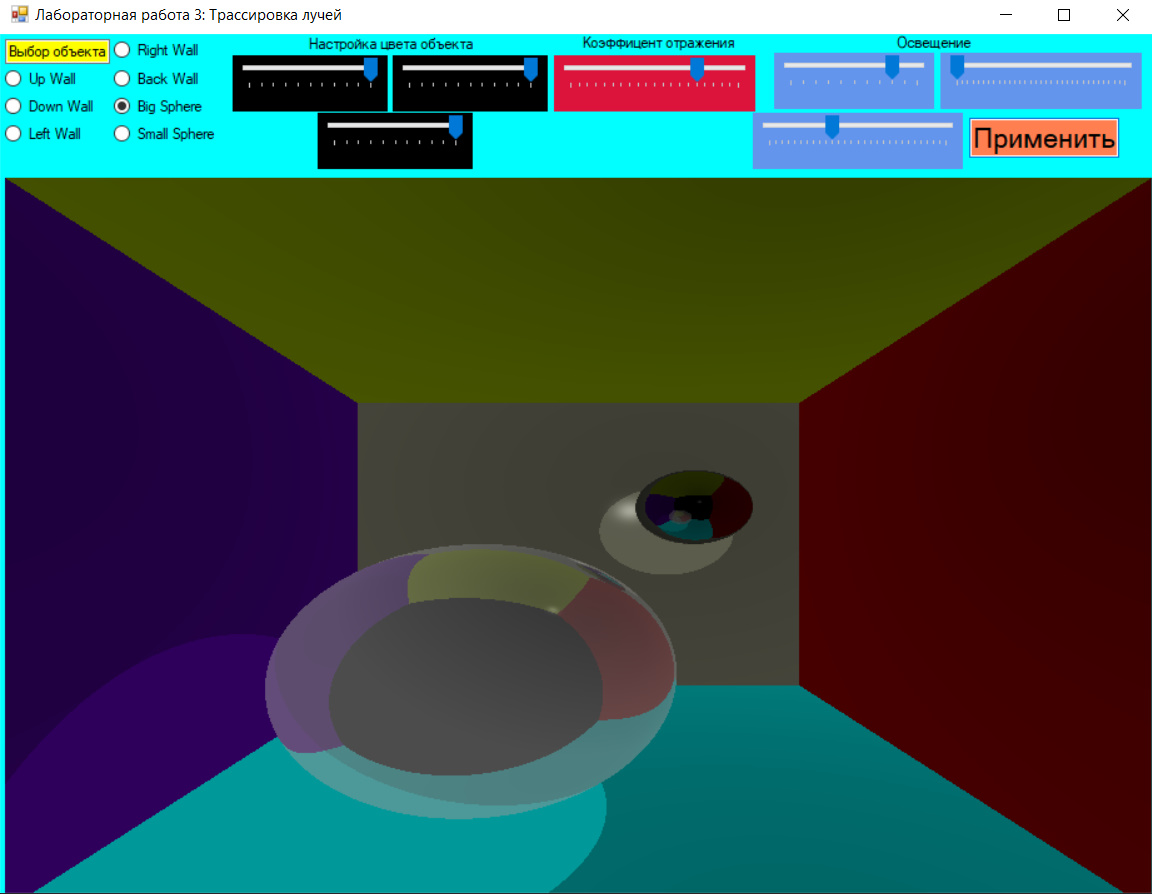 Лабораторная работа 3: Трассировка лучей
Выбор объекта
Right Wall
Up Wall
Back Wall
Down Wall
Big Sphere
Left Wall
Small Sphere
Настройка цвета объекта
Коэффицент отражения
Освещение
Применить